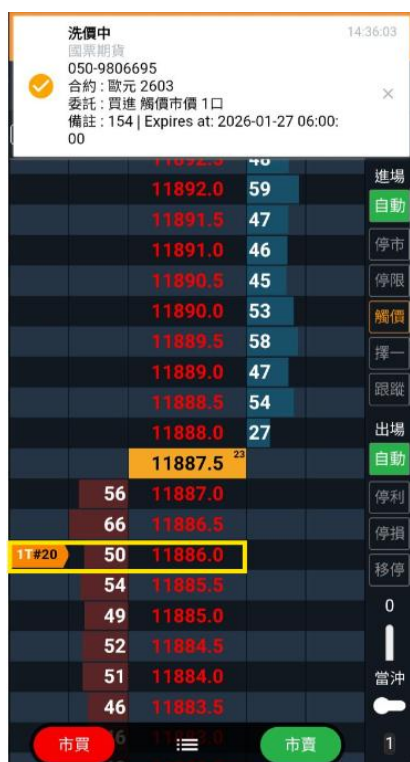 洗價中 14:36:03
國票期貨
050-9806695
合約 : 歐元 2603
委託 : 買進 觸價市價 1口
備註 : 154 | Expires at: 2026-01-27 06:00:
00
進場
11892.0 59
自動
11891.5 47
11891.0 46 停市
11890.5 45 停限
11890.0 53
觸價
11889.5 58
擇一
11889.0 47
跟蹤
11888.5 54
11888.0 27 出場
11887.5 23 自動
56 11887.0
停利
66 11886.5
停損
1T#20 50 11886.0
移停
54 11885.5
49 11885.0 0
52 11884.5
51 11884.0 當沖
46 11883.5
市買 市賣 1